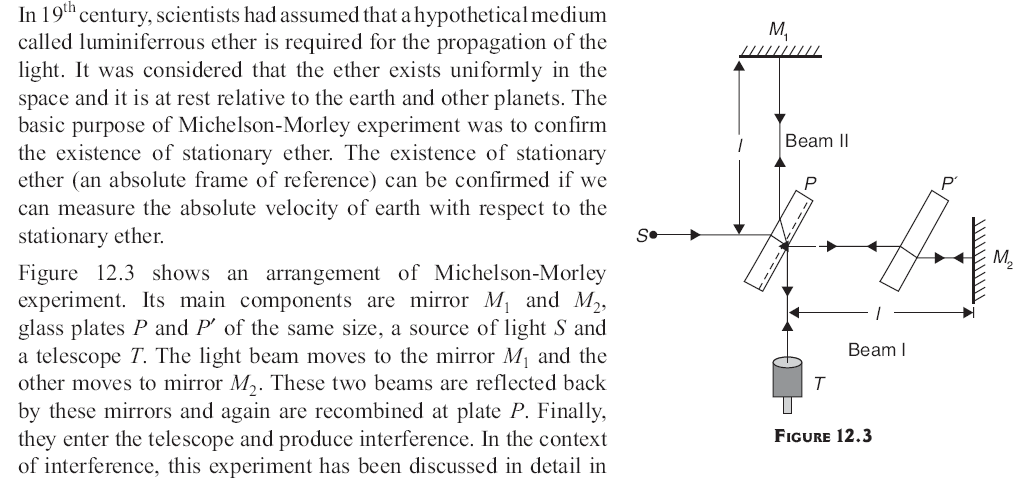 In 19th century, scientists had assumed that a hypothetical medium
called luminiferrous ether is required for the propagation of the
light. It was considered that the ether exists uniformly in the
space and it is at rest relative to the earth and other planets. The
basic purpose of Michelson-Morley experiment was to confirm
the existence of stationary ether. The existence of stationary
ether (an absolute frame of reference) can be confirmed if we
can measure the absolute velocity of earth with respect to the
stationary ether.
Figure 12.3 shows an arrangement of Michelson-Morley
experiment. Its main components are mirror M₁ and M₂,
glass plates P and P′ of the same size, a source of light S and
a telescope T. The light beam moves to the mirror M₁ and the
other moves to mirror M₂. These two beams are reflected back
by these mirrors and again are recombined at plate P. Finally,
they enter the telescope and produce interference. In the context
of interference, this experiment has been discussed in detail in
M₁
l
Beam II
P
P′
S
M₂
l
Beam I
T
FIGURE 12.3